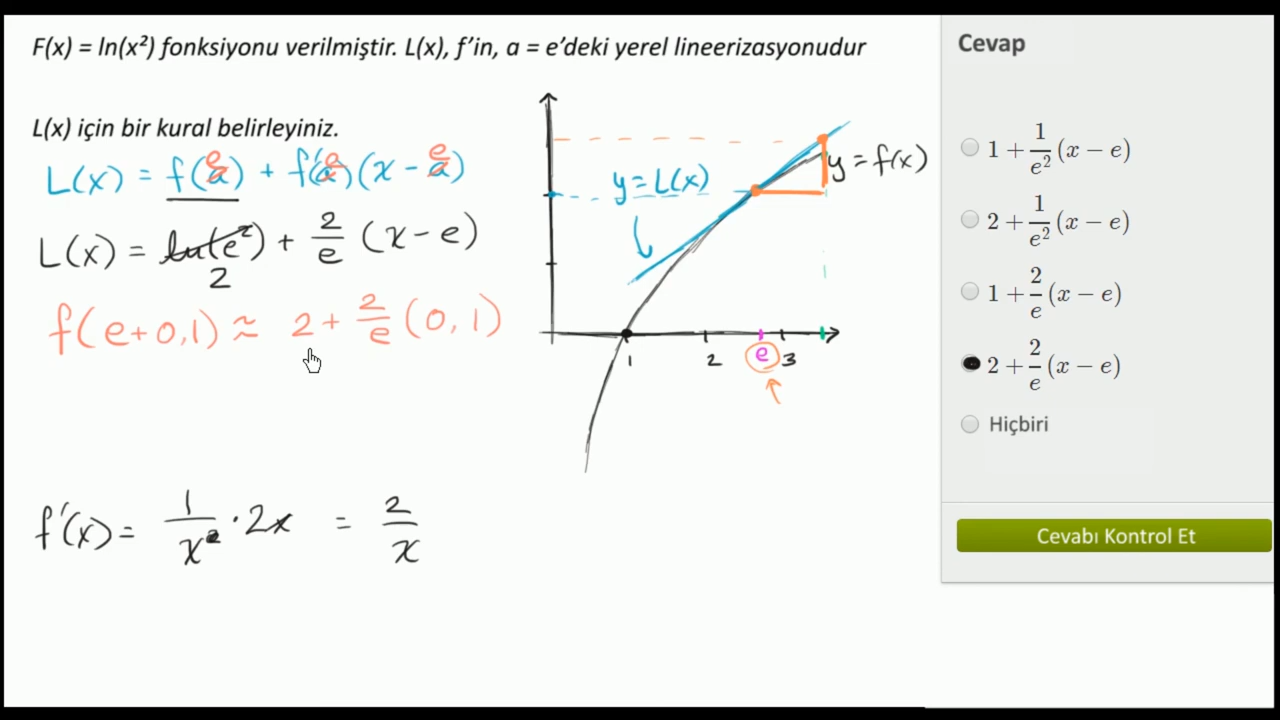 F(x) = ln(x²) fonksiyonu verilmiştir. L(x), f'in, a = e'deki yerel lineerizasyonudur
L(x) için bir kural belirleyiniz.
L(x) = f(a) + f'(a)(x - a)
e e e
L(x) = ln(e²) + 2/e (x - e)
2
f(e+0,1) ≈ 2 + 2/e (0,1)
f'(x) = 1/x² · 2x = 2/x
y = L(x)
y = f(x)
1 2 e 3
Cevap
1 + 1/e² (x − e)
2 + 1/e² (x − e)
1 + 2/e (x − e)
2 + 2/e (x − e)
Hiçbiri
Cevabı Kontrol Et